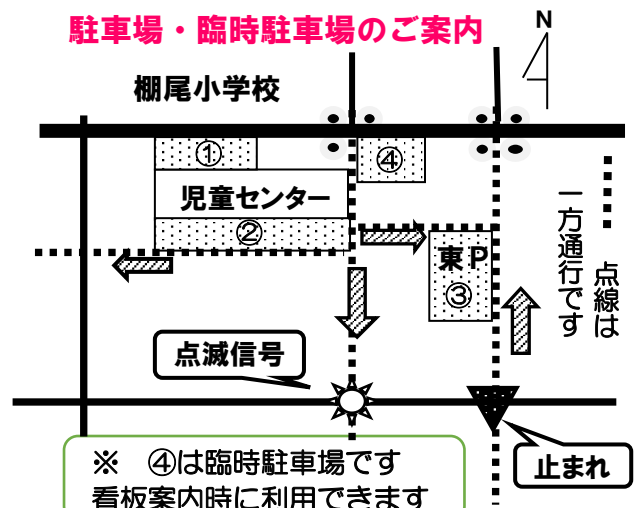 駐車場・臨時駐車場のご案内
N
棚尾小学校
①
④
児童センター
②
東P
③
点線は
一方通行です
点滅信号
止まれ
※ ④は臨時駐車場です
看板案内時に利用できます